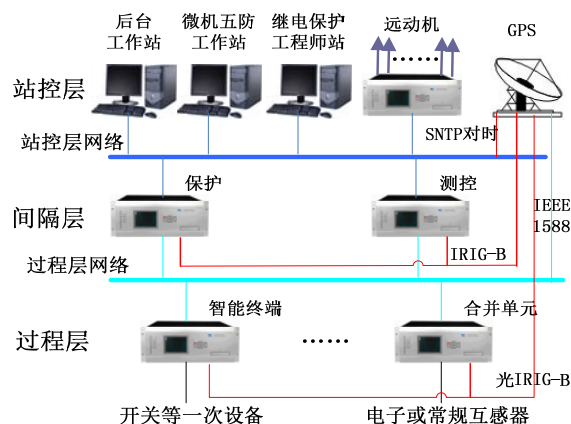 后台
工作站
微机五防
工作站
继电保护
工程师站
远动机
GPS
站控层
SNTP对时
站控层网络
保护
测控
IEEE
1588
间隔层
IRIG-B
过程层网络
智能终端
合并单元
过程层
光IRIG-B
开关等一次设备
电子或常规互感器